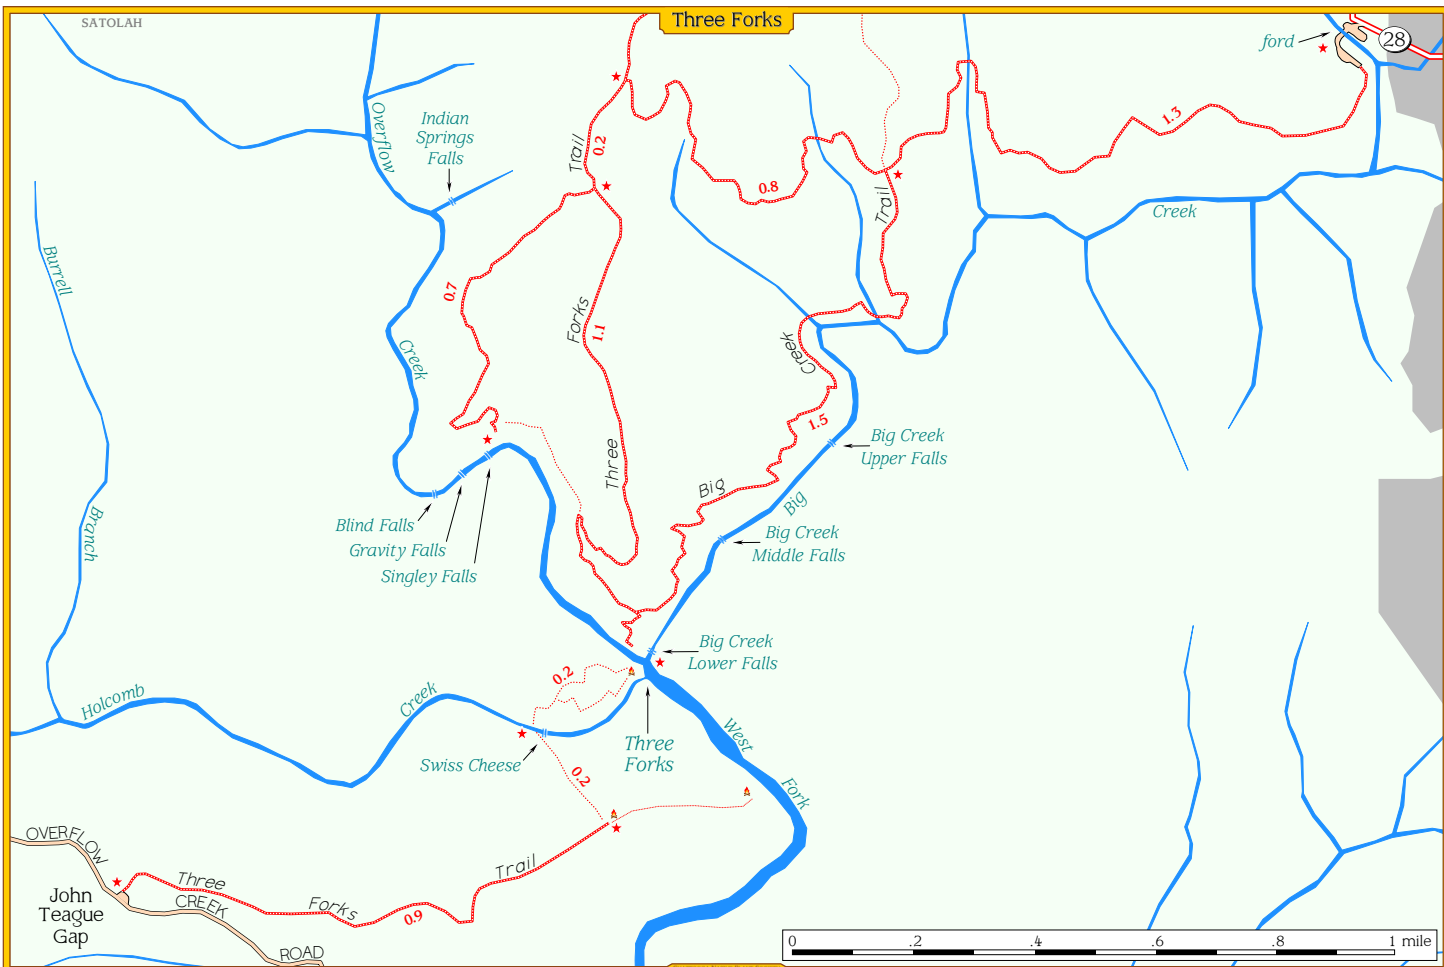 SATOLAH
Three Forks
ford
28
Overflow
Indian
Springs
Falls
Trail
0.2
1.3
0.8
Trail
Creek
Burrell
0.7
Forks
1.1
Creek
Creek
1.5
Big Creek
Upper Falls
Three
Big
Big
Branch
Blind Falls
Gravity Falls
Singley Falls
Big Creek
Middle Falls
Big Creek
Lower Falls
0.2
Holcomb
Creek
West
Three
Forks
Swiss Cheese
0.2
Fork
OVERFLOW
Three
Trail
John
Teague
Gap
CREEK
Forks
0.9
ROAD
0 .2 .4 .6 .8 1 mile